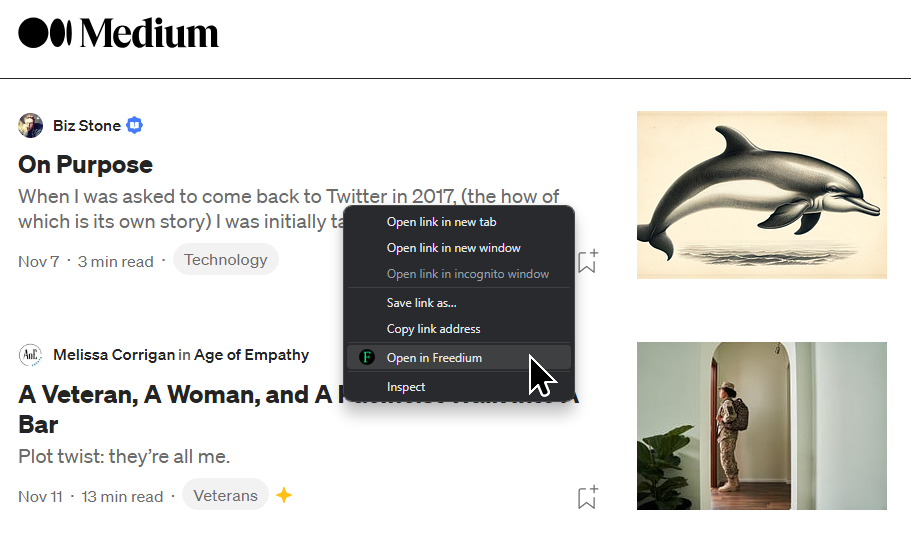 Medium
Biz Stone
On Purpose
When I was asked to come back to Twitter in 2017, (the how of
which is its own story) I was initially
Nov 7 · 3 min read · Technology
Open link in new tab
Open link in new window
Open link in incognito window
Save link as...
Copy link address
Open in Freedium
Inspect
Melissa Corrigan in Age of Empathy
A Veteran, A Woman, and A
Bar
Plot twist: they’re all me.
Nov 11 · 13 min read · Veterans